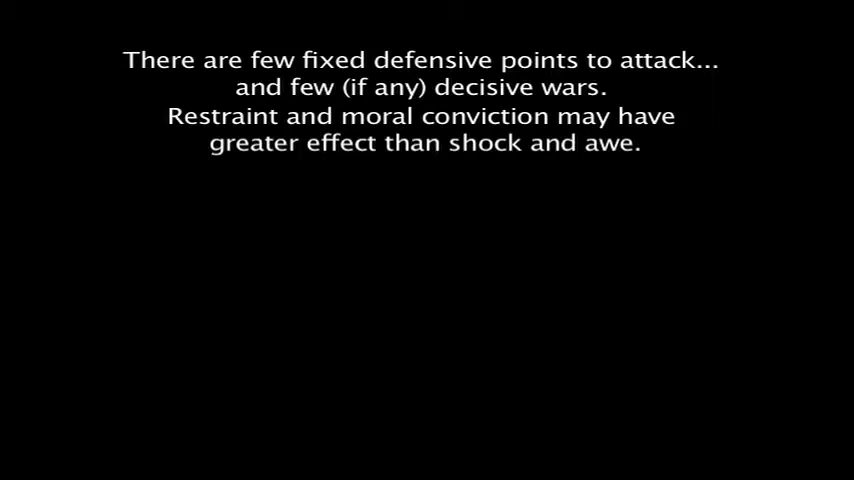 There are few fixed defensive points to attack...
and few (if any) decisive wars.
Restraint and moral conviction may have
greater effect than shock and awe.